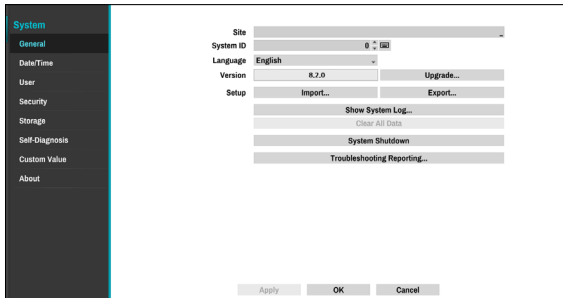 System
General
Date/Time
User
Security
Storage
Self-Diagnosis
Custom Value
About
Site
System ID 0
Language English
Version 8.2.0 Upgrade...
Setup Import... Export...
Show System Log...
Clear All Data
System Shutdown
Troubleshooting Reporting...
Apply OK Cancel